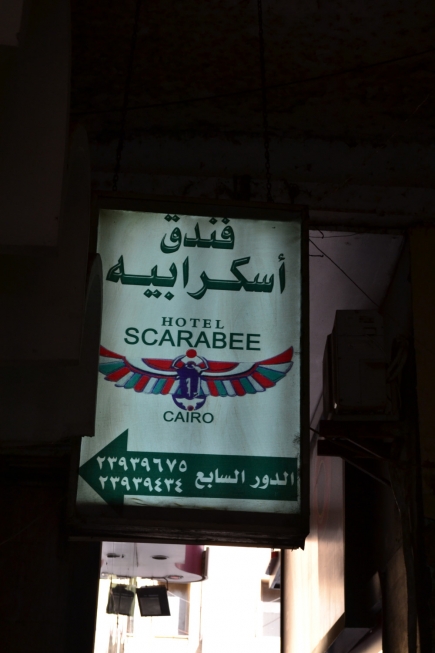 فندق
أسكرابيه
HOTEL
SCARABEE
CAIRO
الدور السابع ٢٣٩٣٩٦٧٥
٢٣٩٣٩٤٣٤